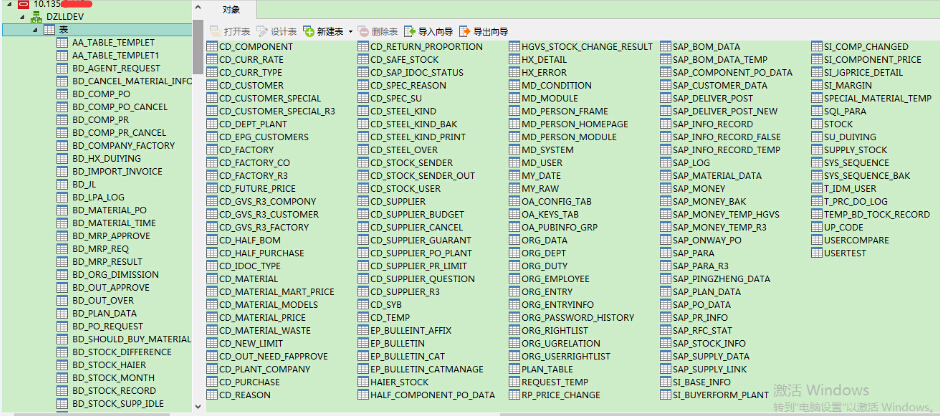 10.135
DZLLDEV
表
AA_TABLE_TEMPLET
AA_TABLE_TEMPLET1
BD_AGENT_REQUEST
BD_CANCEL_MATERIAL_INFO
BD_COMP_PO
BD_COMP_PO_CANCEL
BD_COMP_PR
BD_COMP_PR_CANCEL
BD_COMPANY_FACTORY
BD_HX_DUIYING
BD_IMPORT_INVOICE
BD_JL
BD_LPA_LOG
BD_MATERIAL_PO
BD_MATERIAL_TIME
BD_MRP_APPROVE
BD_MRP_REQ
BD_MRP_RESULT
BD_ORG_DIMISSION
BD_OUT_APPROVE
BD_OUT_OVER
BD_PLAN_DATA
BD_PO_REQUEST
BD_SHOULD_BUY_MATERIAL
BD_STOCK_DIFFERENCE
BD_STOCK_HAIER
BD_STOCK_MONTH
BD_STOCK_RECORD
BD_STOCK_SUPP_IDLE
对象
打开表 设计表 新建表 删除表 导入向导 导出向导
CD_COMPONENT
CD_CURR_RATE
CD_CURR_TYPE
CD_CUSTOMER
CD_CUSTOMER_SPECIAL
CD_CUSTOMER_SPECIAL_R3
CD_DEPT_PLANT
CD_EPG_CUSTOMERS
CD_FACTORY
CD_FACTORY_CO
CD_FACTORY_R3
CD_FUTURE_PRICE
CD_GVS_R3_COMPONY
CD_GVS_R3_CUSTOMER
CD_GVS_R3_FACTORY
CD_HALF_BOM
CD_HALF_PURCHASE
CD_IDOC_TYPE
CD_MATERIAL
CD_MATERIAL_MART_PRICE
CD_MATERIAL_MODELS
CD_MATERIAL_PRICE
CD_MATERIAL_WASTE
CD_NEW_LIMIT
CD_OUT_NEED_FAPPROVE
CD_PLANT_COMPANY
CD_PURCHASE
CD_REASON
CD_RETURN_PROPORTION
CD_SAFE_STOCK
CD_SAP_IDOC_STATUS
CD_SPEC_REASON
CD_SPEC_SU
CD_STEEL_KIND
CD_STEEL_KIND_BAK
CD_STEEL_KIND_PRINT
CD_STEEL_OVER
CD_STOCK_SENDER
CD_STOCK_SENDER_OUT
CD_STOCK_USER
CD_SUPPLIER
CD_SUPPLIER_BUDGET
CD_SUPPLIER_CANCEL
CD_SUPPLIER_GUARANT
CD_SUPPLIER_PO_PLANT
CD_SUPPLIER_PR_LIMIT
CD_SUPPLIER_QUESTION
CD_SUPPLIER_R3
CD_SYB
CD_TEMP
EP_BULLEINT_AFFIX
EP_BULLETIN
EP_BULLETIN_CAT
EP_BULLETIN_CATMANAGE
HAIER_STOCK
HALF_COMPONENT_PO_DATA
HGVS_STOCK_CHANGE_RESULT
HX_DETAIL
HX_ERROR
MD_CONDITION
MD_MODULE
MD_PERSON_FRAME
MD_PERSON_HOMEPAGE
MD_PERSON_MODULE
MD_SYSTEM
MD_USER
MY_DATE
MY_RAW
OA_CONFIG_TAB
OA_KEYS_TAB
OA_PUBINFO_GRP
ORG_DATA
ORG_DEPT
ORG_DUTY
ORG_EMPLOYEE
ORG_ENTRY
ORG_ENTRYINFO
ORG_PASSWORD_HISTORY
ORG_RIGHTLIST
ORG_UGRELATION
ORG_USERRIGHTLIST
PLAN_TABLE
REQUEST_TEMP
RP_PRICE_CHANGE
SAP_BOM_DATA
SAP_BOM_DATA_TEMP
SAP_COMPONENT_PO_DATA
SAP_CUSTOMER_DATA
SAP_DELIVER_POST
SAP_DELIVER_POST_NEW
SAP_INFO_RECORD
SAP_INFO_RECORD_FALSE
SAP_INFO_RECORD_TEMP
SAP_LOG
SAP_MATERIAL_DATA
SAP_MONEY
SAP_MONEY_BAK
SAP_MONEY_TEMP_HGVS
SAP_MONEY_TEMP_R3
SAP_ONWAY_PO
SAP_PARA
SAP_PARA_R3
SAP_PINGZHENG_DATA
SAP_PLAN_DATA
SAP_PO_DATA
SAP_PR_INFO
SAP_RFC_STAT
SAP_STOCK_INFO
SAP_SUPPLY_DATA
SAP_SUPPLY_LINK
SI_BASE_INFO
SI_BUYERFORM_PLANT
SI_COMP_CHANGED
SI_COMPONENT_PRICE
SI_JGPRICE_DETAIL
SI_MARGIN
SPECIAL_MATERIAL_TEMP
SQL_PARA
STOCK
SU_DUIYING
SUPPLY_STOCK
SYS_SEQUENCE
SYS_SEQUENCE_BAK
T_IDM_USER
T_PRC_DO_LOG
TEMP_BD_TOCK_RECORD
UP_CODE
USERCOMPARE
USERTEST
激活 Windows
转到"电脑设置"以激活 Windows。